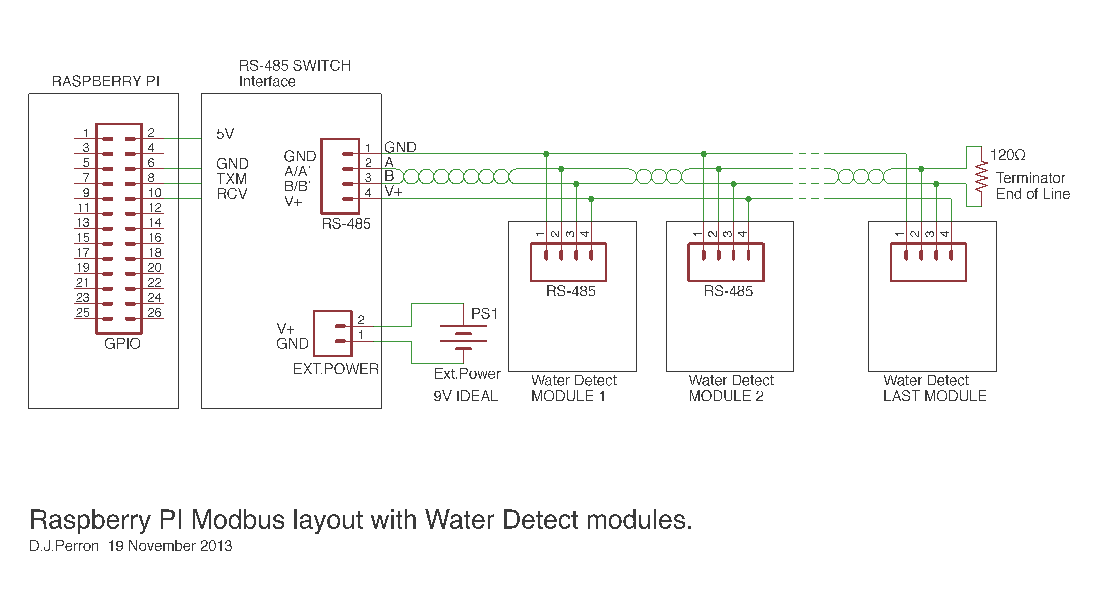 RASPBERRY PI
RS-485 SWITCH
Interface
1 2
3 4
5 6
7 8
9 10
11 12
13 14
15 16
17 18
19 20
21 22
23 24
25 26
GPIO
5V
GND
TXM
RCV
GND 1 GND
A/A' 2 A
B/B' 3 B
V+ 4 V+
RS-485
V+ 2
GND 1
EXT.POWER
PS1
Ext.Power
9V IDEAL
1 2 3 4
RS-485
Water Detect
MODULE 1
1 2 3 4
RS-485
Water Detect
MODULE 2
1 2 3 4
Water Detect
LAST MODULE
120Ω
Terminator
End of Line
Raspberry PI Modbus layout with Water Detect modules.
D.J.Perron 19 November 2013